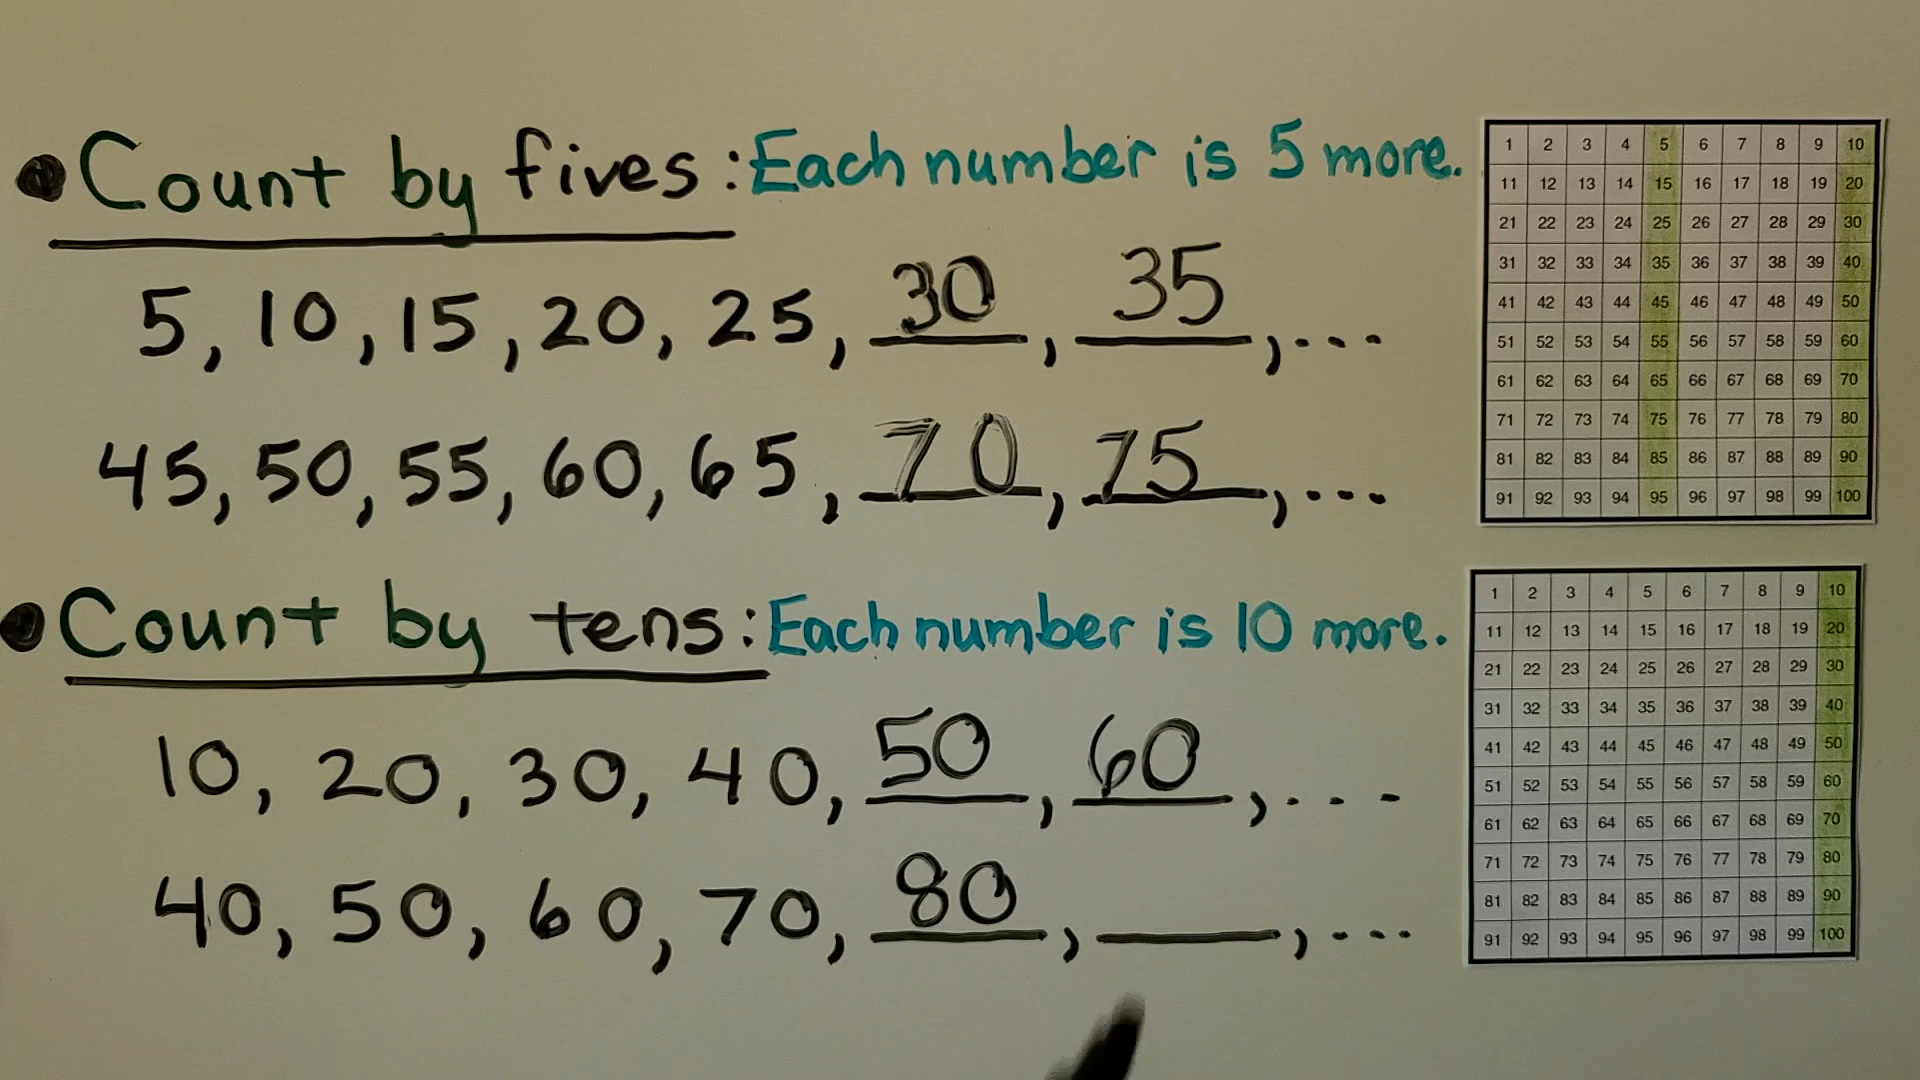 Count by fives: Each number is 5 more.
5, 10, 15, 20, 25, 30, 35, ...
45, 50, 55, 60, 65, 70, 75, ...
Count by tens: Each number is 10 more.
10, 20, 30, 40, 50, 60, ...
40, 50, 60, 70, 80, ___, ...
1 2 3 4 5 6 7 8 9 10
11 12 13 14 15 16 17 18 19 20
21 22 23 24 25 26 27 28 29 30
31 32 33 34 35 36 37 38 39 40
41 42 43 44 45 46 47 48 49 50
51 52 53 54 55 56 57 58 59 60
61 62 63 64 65 66 67 68 69 70
71 72 73 74 75 76 77 78 79 80
81 82 83 84 85 86 87 88 89 90
91 92 93 94 95 96 97 98 99 100
1 2 3 4 5 6 7 8 9 10
11 12 13 14 15 16 17 18 19 20
21 22 23 24 25 26 27 28 29 30
31 32 33 34 35 36 37 38 39 40
41 42 43 44 45 46 47 48 49 50
51 52 53 54 55 56 57 58 59 60
61 62 63 64 65 66 67 68 69 70
71 72 73 74 75 76 77 78 79 80
81 82 83 84 85 86 87 88 89 90
91 92 93 94 95 96 97 98 99 100